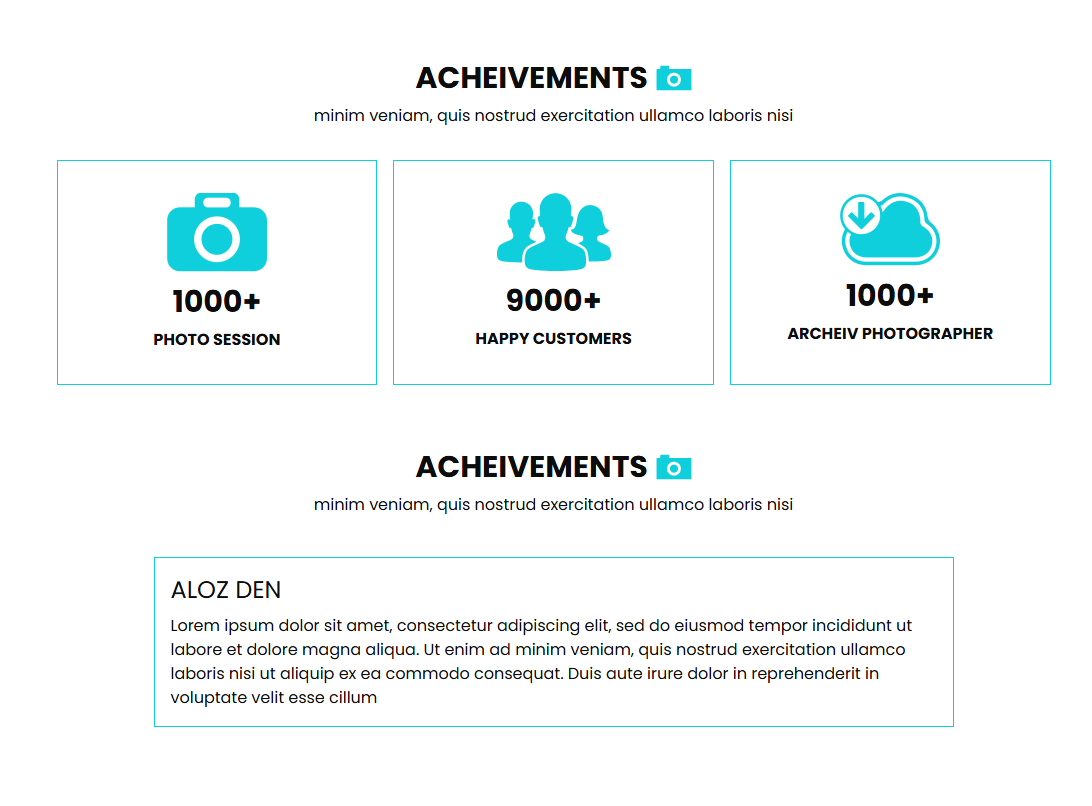 ACHEIVEMENTS
minim veniam, quis nostrud exercitation ullamco laboris nisi
1000+
PHOTO SESSION
9000+
HAPPY CUSTOMERS
1000+
ARCHEIV PHOTOGRAPHER
ACHEIVEMENTS
minim veniam, quis nostrud exercitation ullamco laboris nisi
ALOZ DEN
Lorem ipsum dolor sit amet, consectetur adipiscing elit, sed do eiusmod tempor incididunt ut
labore et dolore magna aliqua. Ut enim ad minim veniam, quis nostrud exercitation ullamco
laboris nisi ut aliquip ex ea commodo consequat. Duis aute irure dolor in reprehenderit in
voluptate velit esse cillum